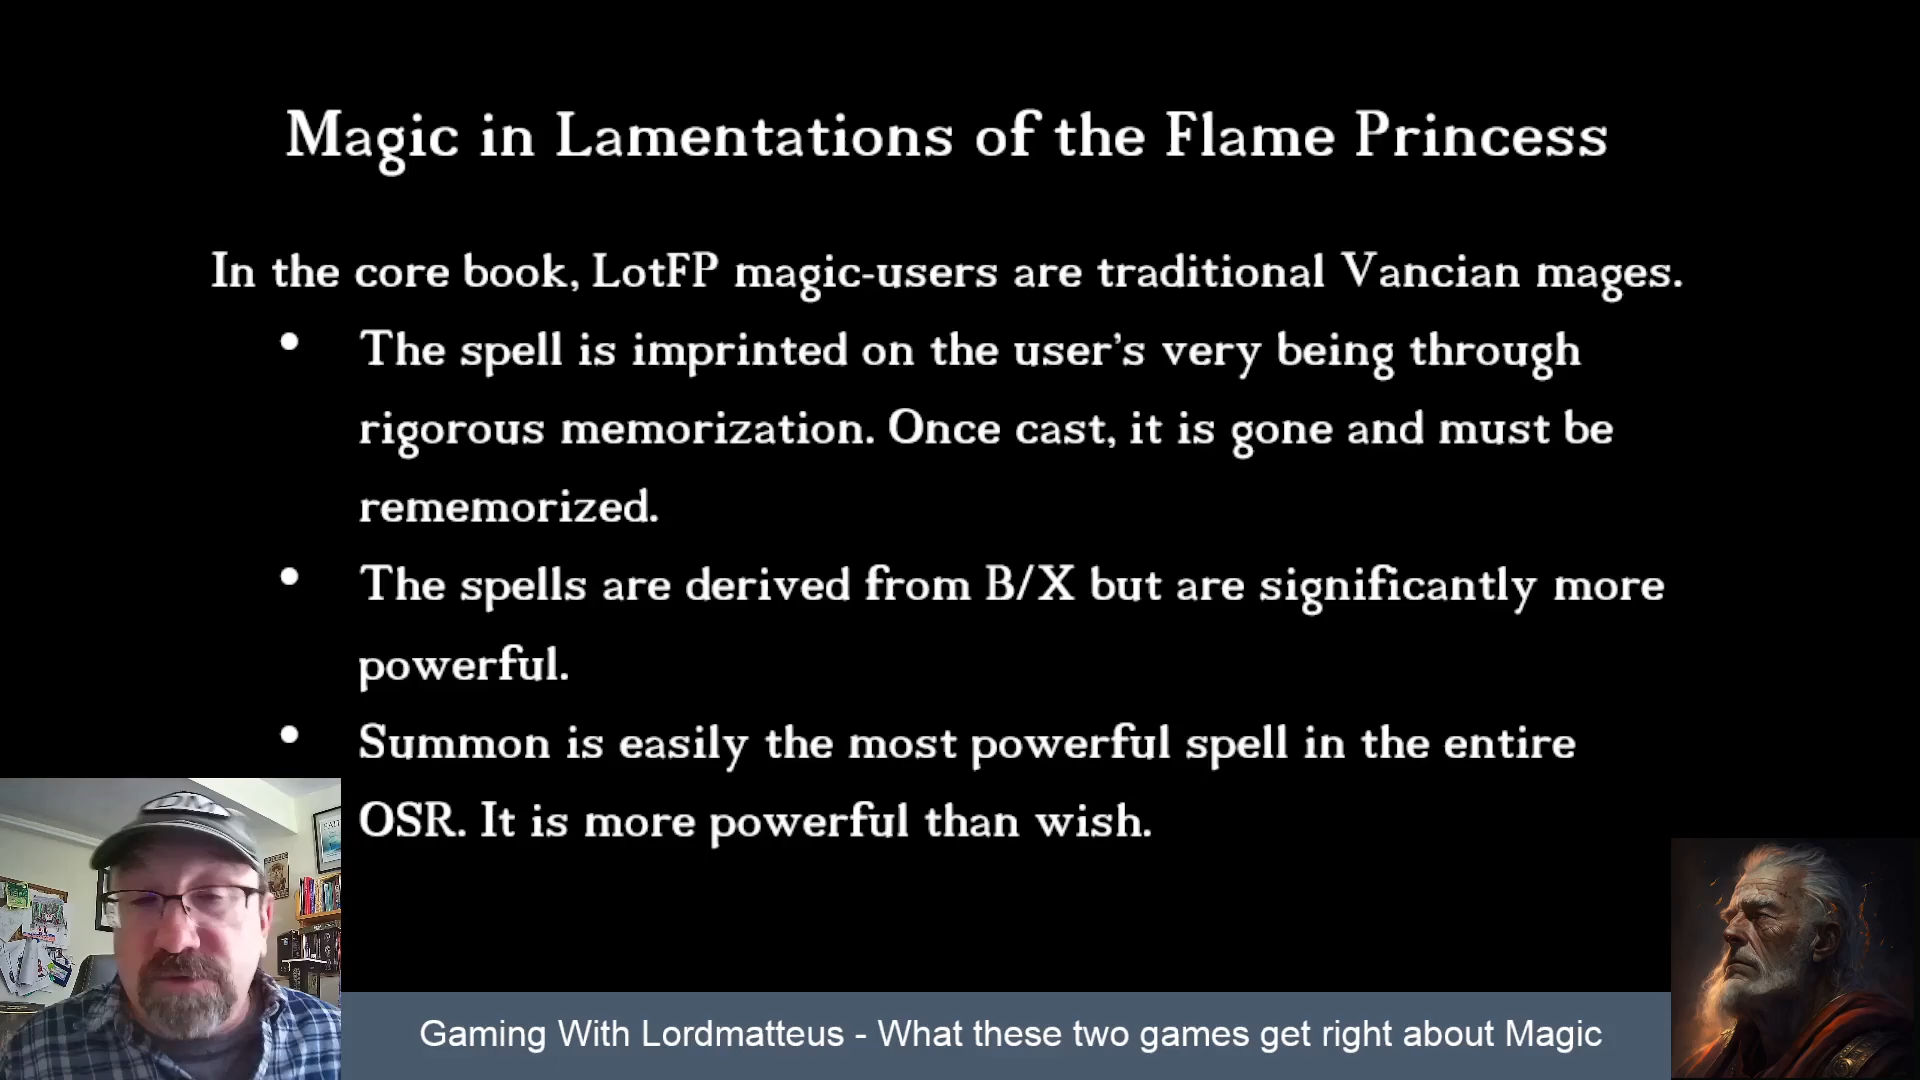 Magic in Lamentations of the Flame Princess
In the core book, LotFP magic-users are traditional Vancian mages.
• The spell is imprinted on the user's very being through
rigorous memorization. Once cast, it is gone and must be
rememorized.
• The spells are derived from B/X but are significantly more
powerful.
• Summon is easily the most powerful spell in the entire
OSR. It is more powerful than wish.
DM
Gaming With Lordmatteus - What these two games get right about Magic